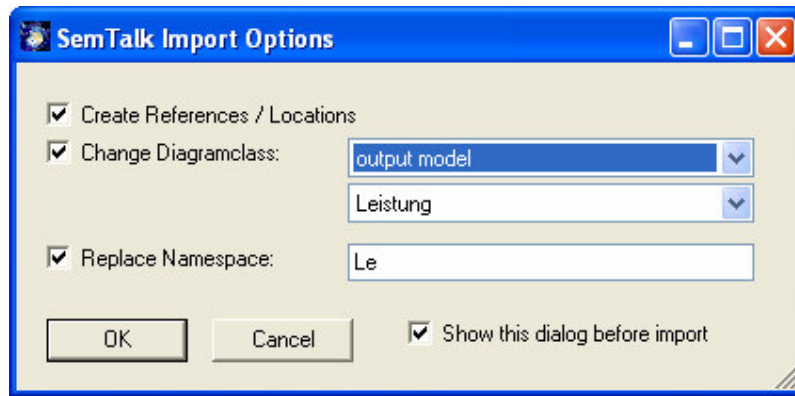 SemTalk Import Options
Create References / Locations
Change Diagramclass: output model
Leistung
Replace Namespace: Le
OK Cancel Show this dialog before import